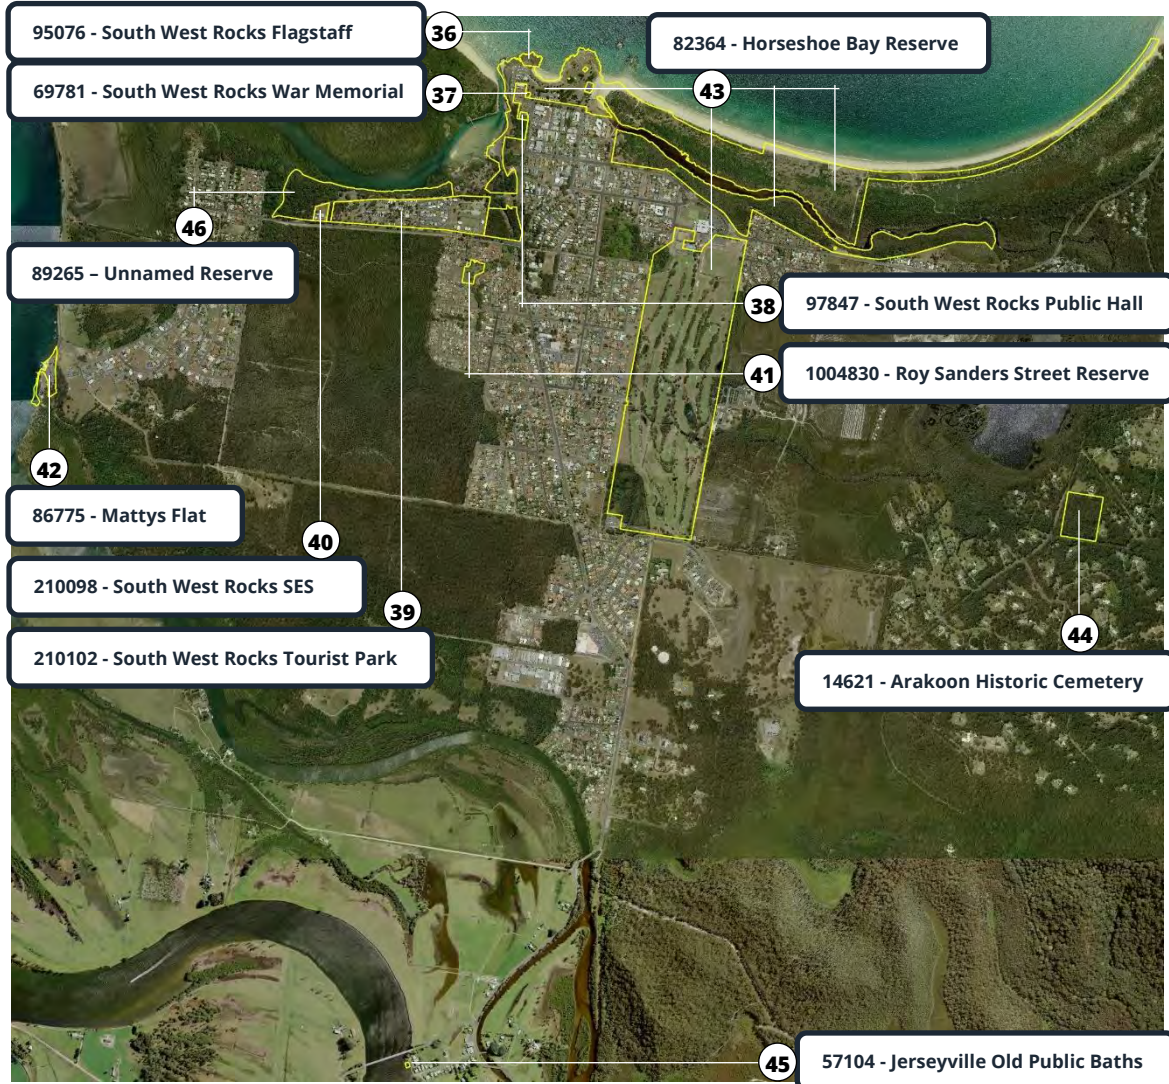 95076 - South West Rocks Flagstaff
36
82364 - Horseshoe Bay Reserve
69781 - South West Rocks War Memorial
37
43
46
89265 – Unnamed Reserve
38
97847 - South West Rocks Public Hall
41
1004830 - Roy Sanders Street Reserve
42
86775 - Mattys Flat
40
210098 - South West Rocks SES
39
210102 - South West Rocks Tourist Park
44
14621 - Arakoon Historic Cemetery
45
57104 - Jerseyville Old Public Baths